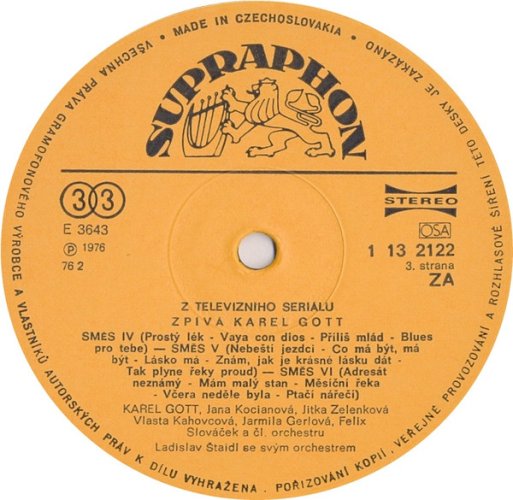 • MADE IN CZECHOSLOVAKIA •
VŠECHNA PRÁVA GRAMOFONOVÉHO VÝROBCE A VLASTNÍKŮ AUTORSKÝCH PRÁV K DÍLU VYHRAŽENA. POŘIZOVÁNÍ KOPIÍ, VEŘEJNÉ PROVOZOVÁNÍ A ROZHLASOVÉ ŠÍŘENÍ TÉTO DESKY JE ZAKÁZÁNO
SUPRAPHON
33
STEREO
E 3643
OSA
℗ 1976
1 13 2122
76 2
3. strana
ZA
Z TELEVIZNIHO SERIALU
ZPÍVÁ KAREL GOTT
SMĚS IV (Prostý lék - Vaya con dios - Příliš mlád - Blues
pro tebe) — SMĚS V (Nebeští jezdci - Co má být, má
být - Lásko má - Znám, jak je krásné lásku dát -
Tak plyne řeky proud) — SMĚS VI (Adresát
neznámý - Mám malý stan - Měsíční řeka
- Včera neděle byla - Ptačí nářečí)
KAREL GOTT, Jana Kocianová, Jitka Zelenková
Vlasta Kahovcová, Jarmila Gerlová, Felix
Slováček a čl. orchestru
Ladislav Štaidl se svým orchestrem